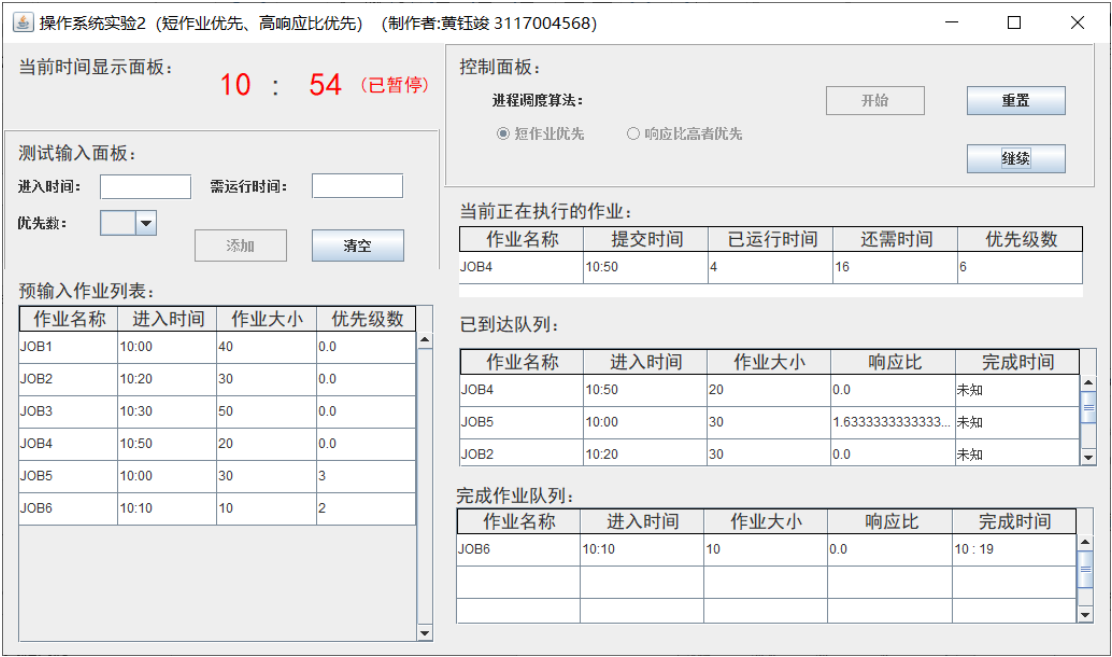 操作系统实验2（短作业优先、高响应比优先）（制作者:黄钰竣 3117004568）
当前时间显示面板：
10 : 54 （已暂停）
测试输入面板：
进入时间： 需运行时间：
优先数：
添加 清空
预输入作业列表：
作业名称 进入时间 作业大小 优先级数
JOB1 10:00 40 0.0
JOB2 10:20 30 0.0
JOB3 10:30 50 0.0
JOB4 10:50 20 0.0
JOB5 10:00 30 3
JOB6 10:10 10 2
控制面板：
进程调度算法： 开始 重置
短作业优先 响应比高者优先
继续
当前正在执行的作业：
作业名称 提交时间 已运行时间 还需时间 优先级数
JOB4 10:50 4 16 6
已到达队列：
作业名称 进入时间 作业大小 响应比 完成时间
JOB4 10:50 20 0.0 未知
JOB5 10:00 30 1.6333333333333... 未知
JOB2 10:20 30 0.0 未知
完成作业队列：
作业名称 进入时间 作业大小 响应比 完成时间
JOB6 10:10 10 0.0 10 : 19